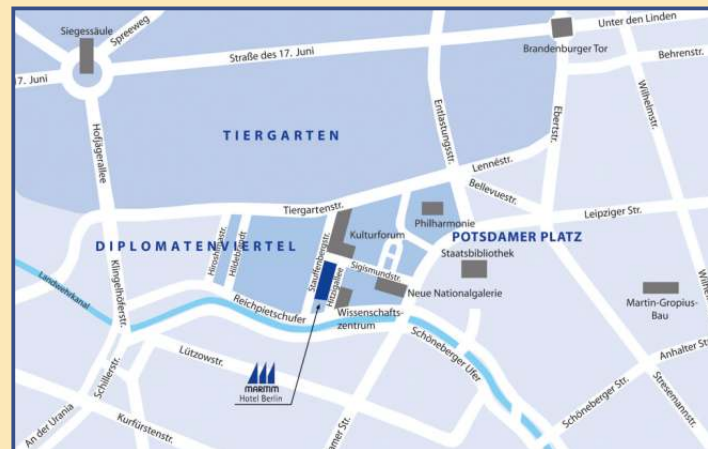 Siegessäule
Spreeweg
Unter den Linden
Brandenburger Tor
Straße des 17. Juni
17. Juni
Behrenstr.
Wilhelmstr.
Hofjägerallee
Entlastungsstr.
Ebertstr.
TIERGARTEN
Lennéstr.
Bellevuestr.
Tiergartenstr.
Leipziger Str.
Philharmonie
Kulturforum
DIPLOMATENVIERTEL
POTSDAMER PLATZ
Hiroshimastr.
Hildebrandt
Stauffenbergstr.
Hitzigallee
Sigismundstr.
Staatsbibliothek
Landwehrkanal
Klingelhöferstr.
Reichpietschufer
Neue Nationalgalerie
Martin-Gropius-
Bau
Wissenschafts-
zentrum
Schöneberger Ufer
Lützowstr.
Schillerstr.
MARITIM
Hotel Berlin
Anhalter St
Stresemannstr.
Schöneberger Str.
An der Urania
Kurfürstenstr.
amer Str.